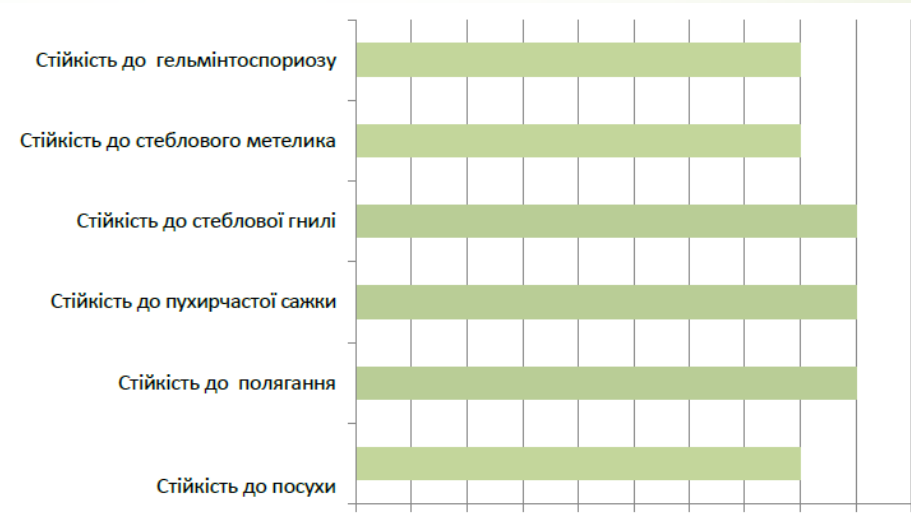 Стійкість до гельмінтоспориозу
Стійкість до стеблового метелика
Стійкість до стеблової гнилі
Стійкість до пухирчастої сажки
Стійкість до полягання
Стійкість до посухи